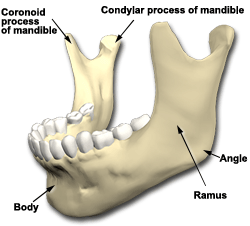 Coronoid
process
of mandible
Condylar process of mandible
Angle
Ramus
Body